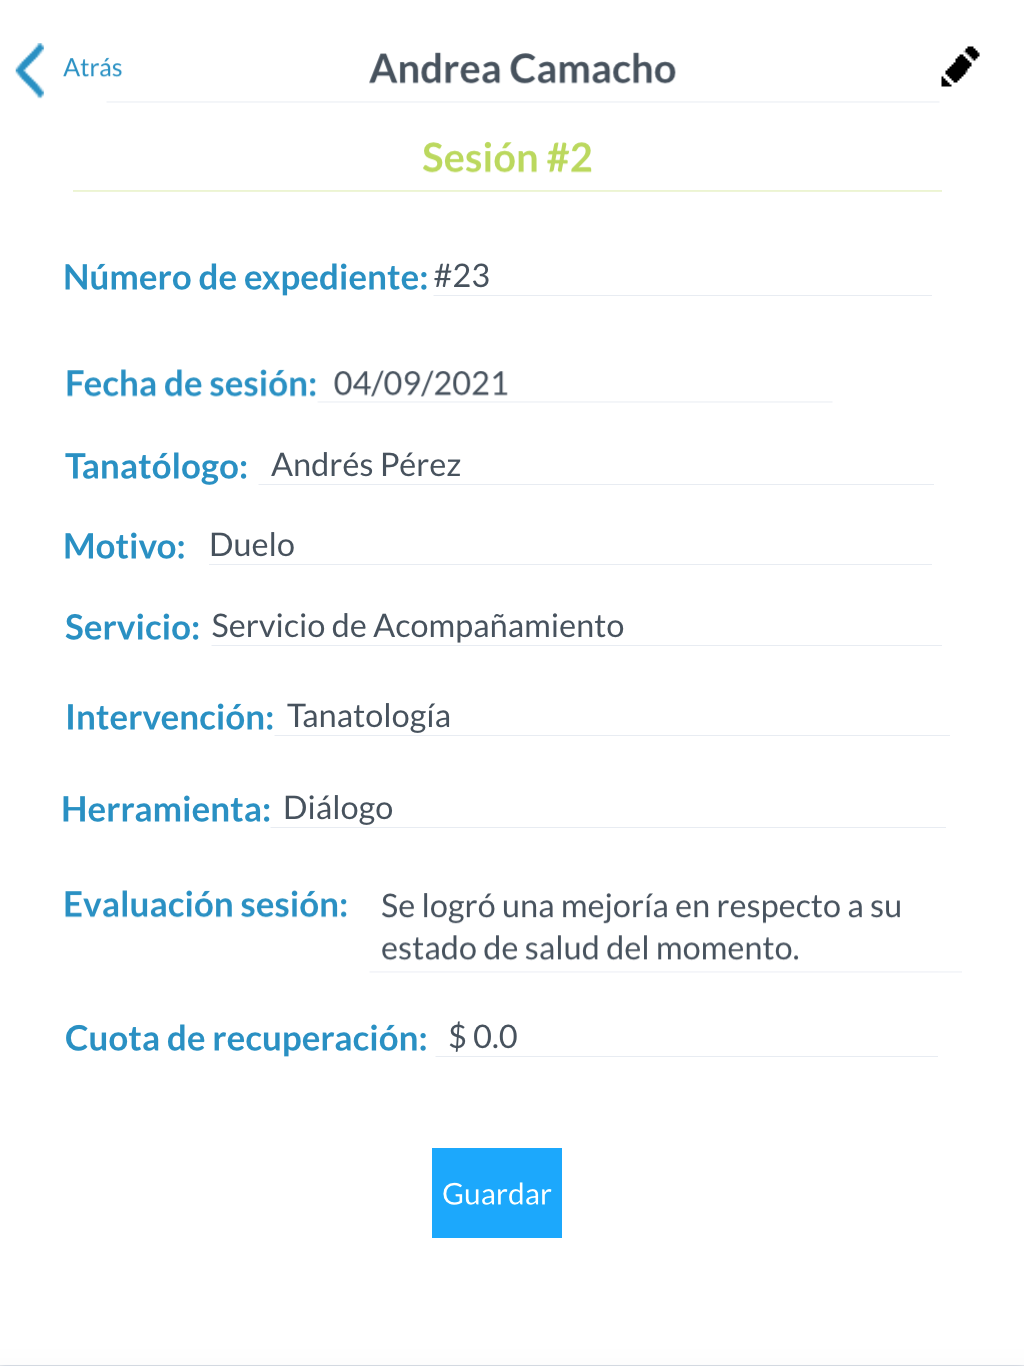 Atrás
Andrea Camacho
Sesión #2
Número de expediente: #23
Fecha de sesión: 04/09/2021
Tanatólogo: Andrés Pérez
Motivo: Duelo
Servicio: Servicio de Acompañamiento
Intervención: Tanatología
Herramienta: Diálogo
Evaluación sesión: Se logró una mejoría en respecto a su
estado de salud del momento.
Cuota de recuperación: $ 0.0
Guardar